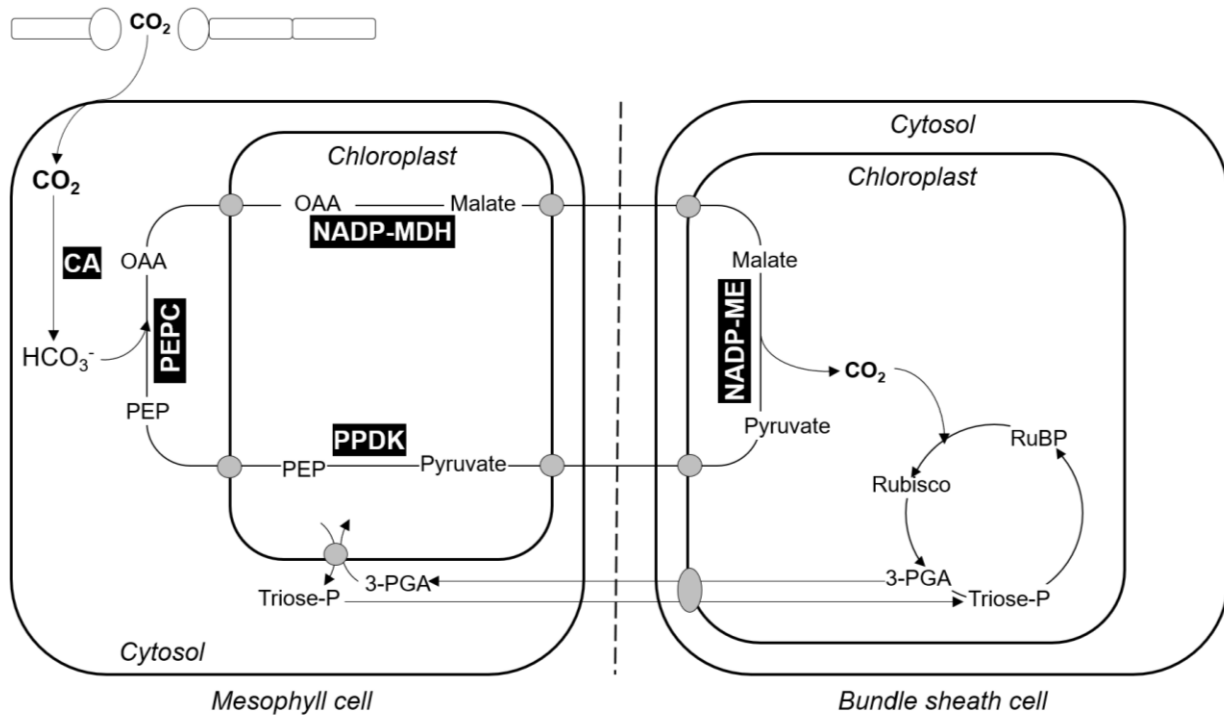 CO₂
Cytosol
Chloroplast
Chloroplast
CO₂
OAA
Malate
NADP-MDH
CA
OAA
Malate
HCO₃⁻
PEPC
NADP-ME
CO₂
PEP
PPDK
Pyruvate
RuBP
PEP
Pyruvate
Rubisco
3-PGA
3-PGA
Triose-P
Triose-P
Cytosol
Mesophyll cell
Bundle sheath cell